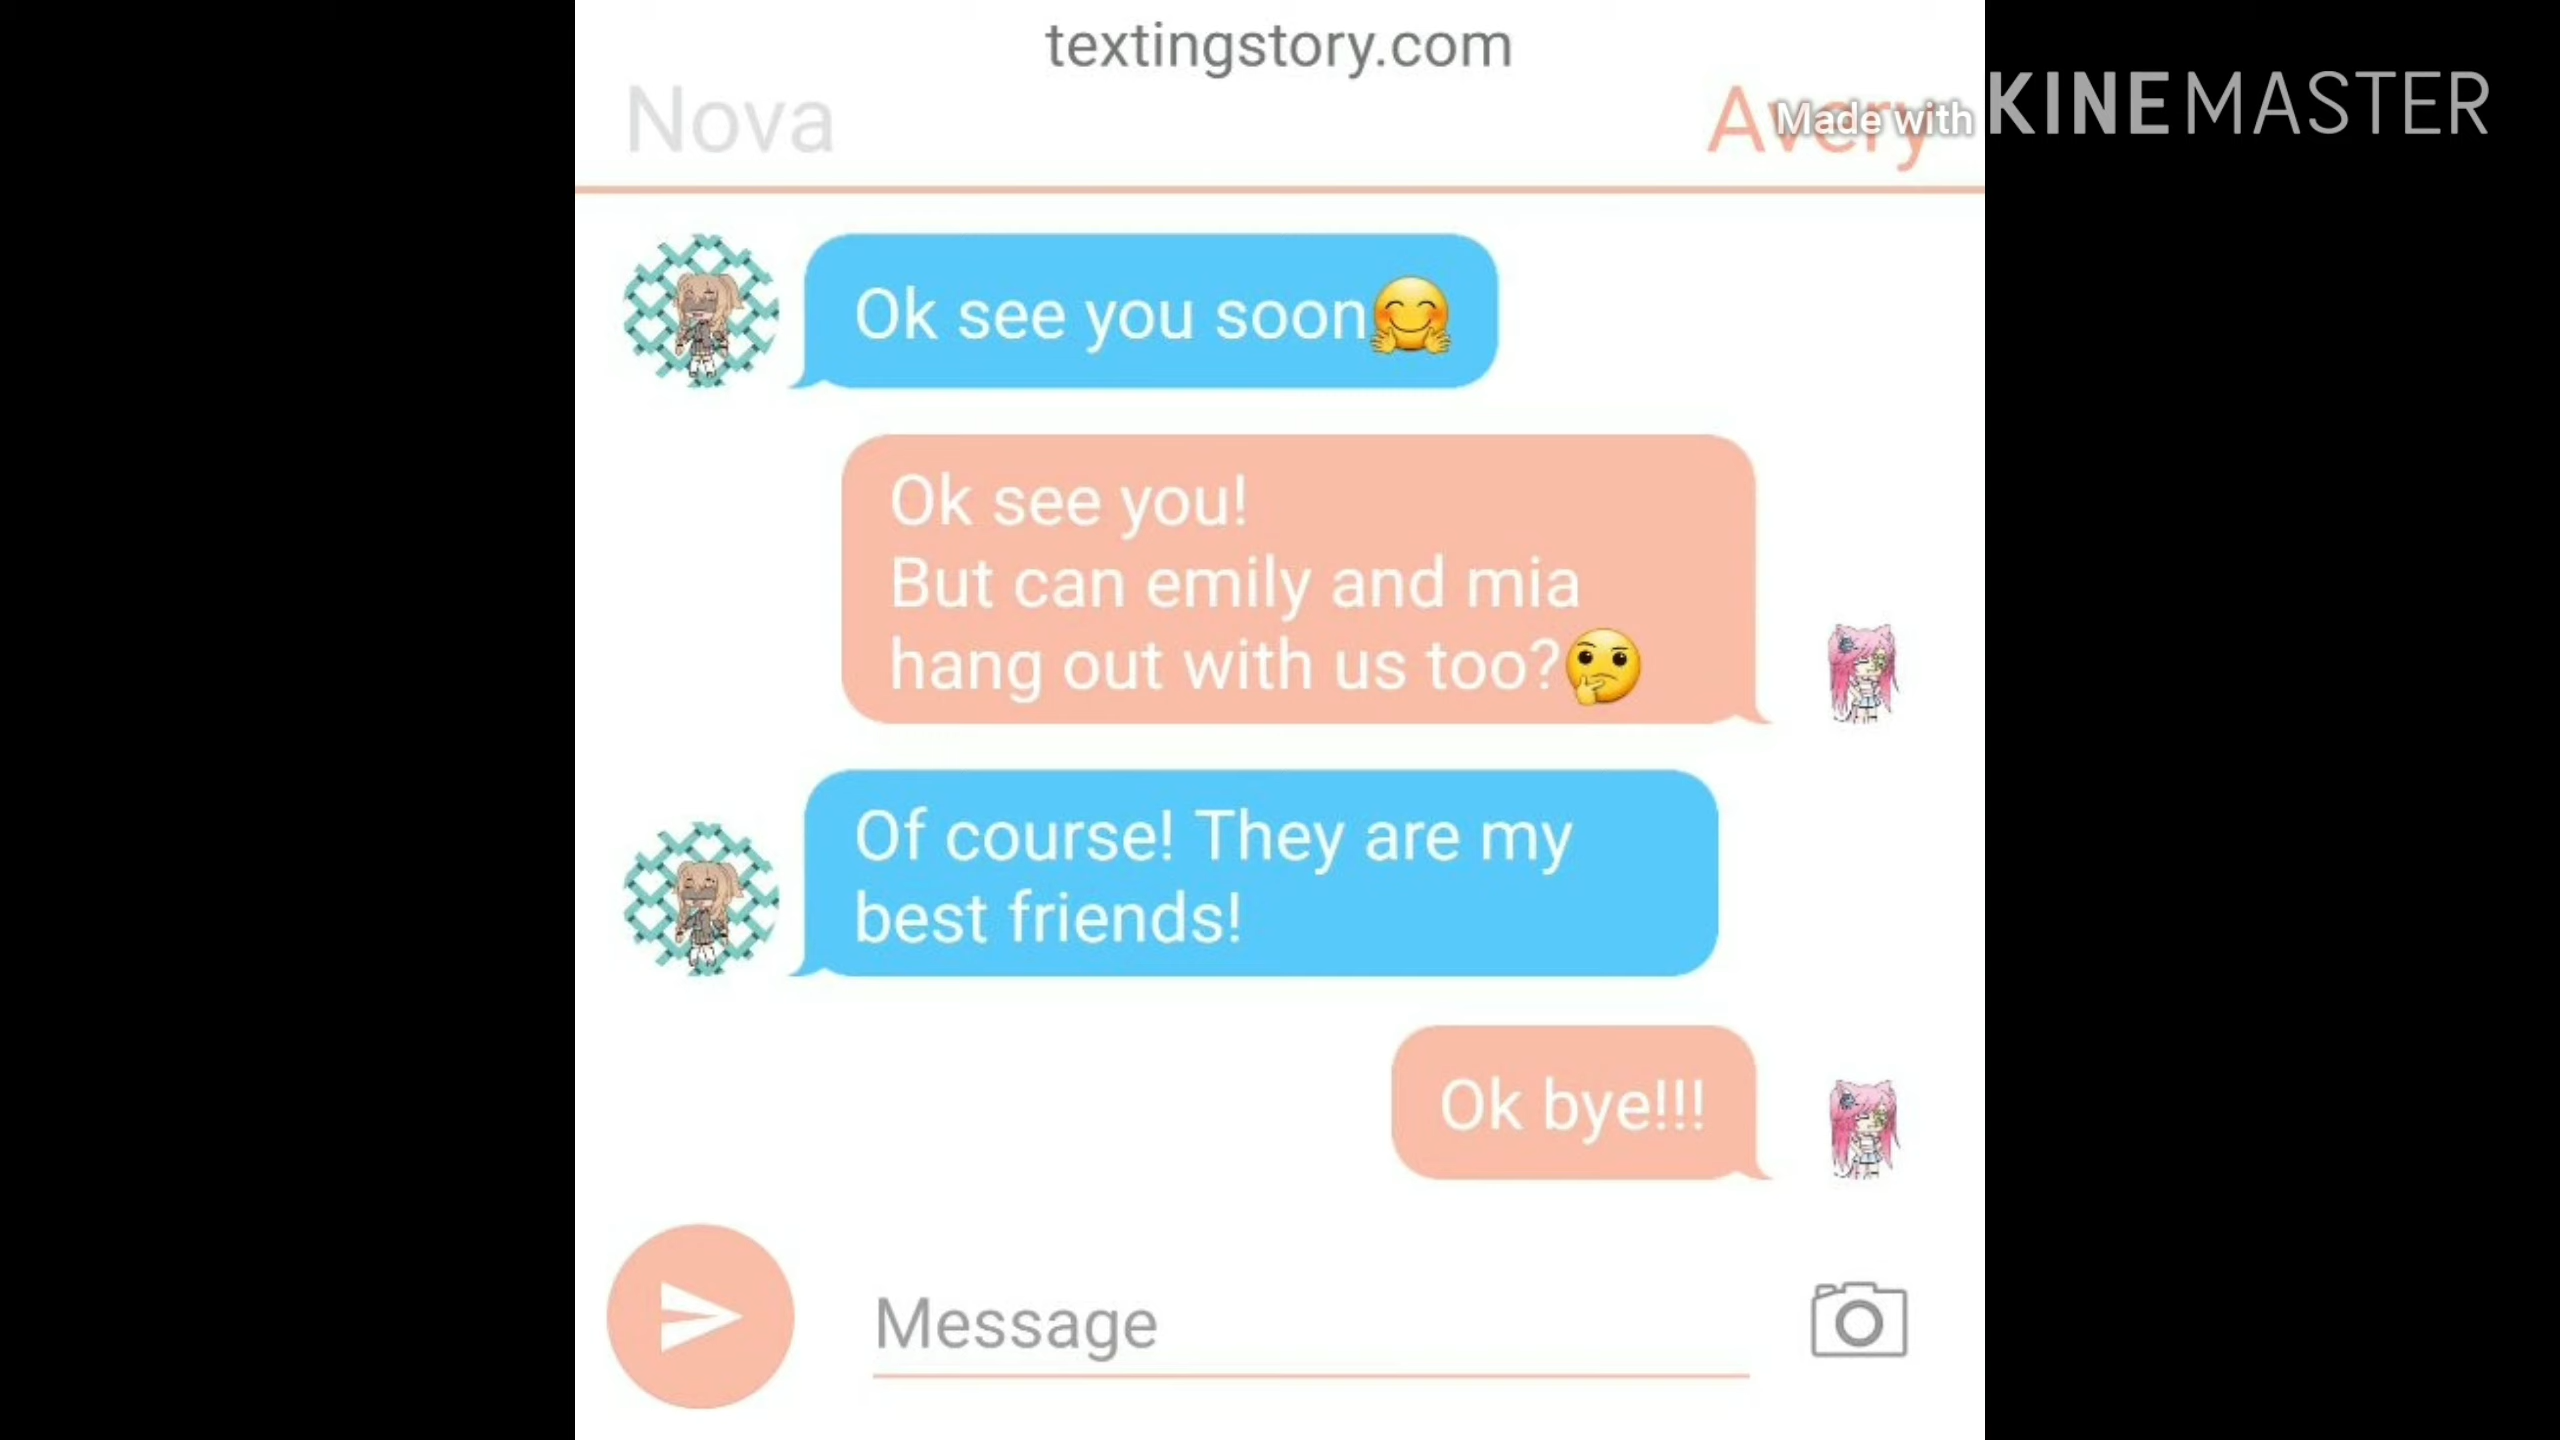 textingstory.com
Nova
Avery
Made with KINEMASTER
Ok see you soon🤗
Ok see you!
But can emily and mia
hang out with us too?🤔
Of course! They are my
best friends!
Ok bye!!!
Message